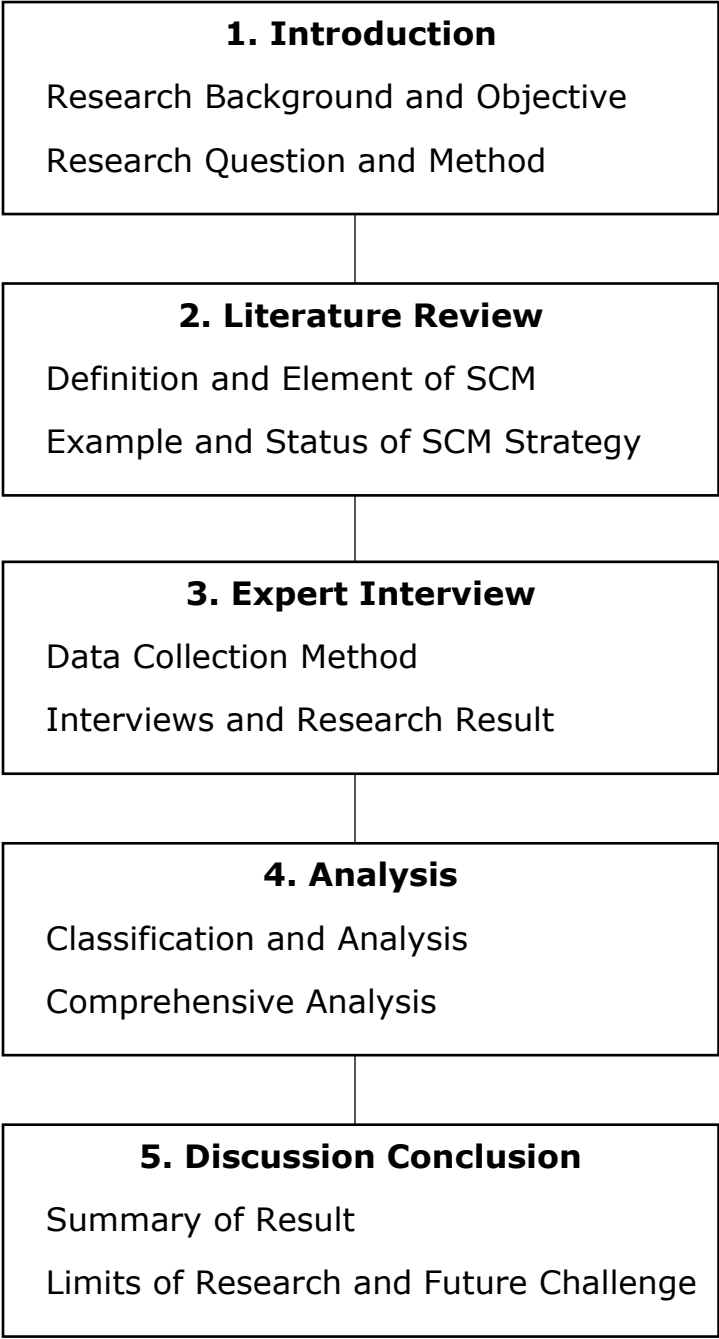 1. Introduction
Research Background and Objective
Research Question and Method
2. Literature Review
Definition and Element of SCM
Example and Status of SCM Strategy
3. Expert Interview
Data Collection Method
Interviews and Research Result
4. Analysis
Classification and Analysis
Comprehensive Analysis
5. Discussion Conclusion
Summary of Result
Limits of Research and Future Challenge